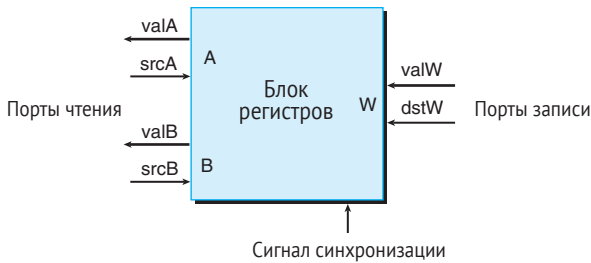 valA
srcA
A
Порты чтения
valB
srcB
B
Блок
регистров
W
valW
dstW
Порты записи
Сигнал синхронизации